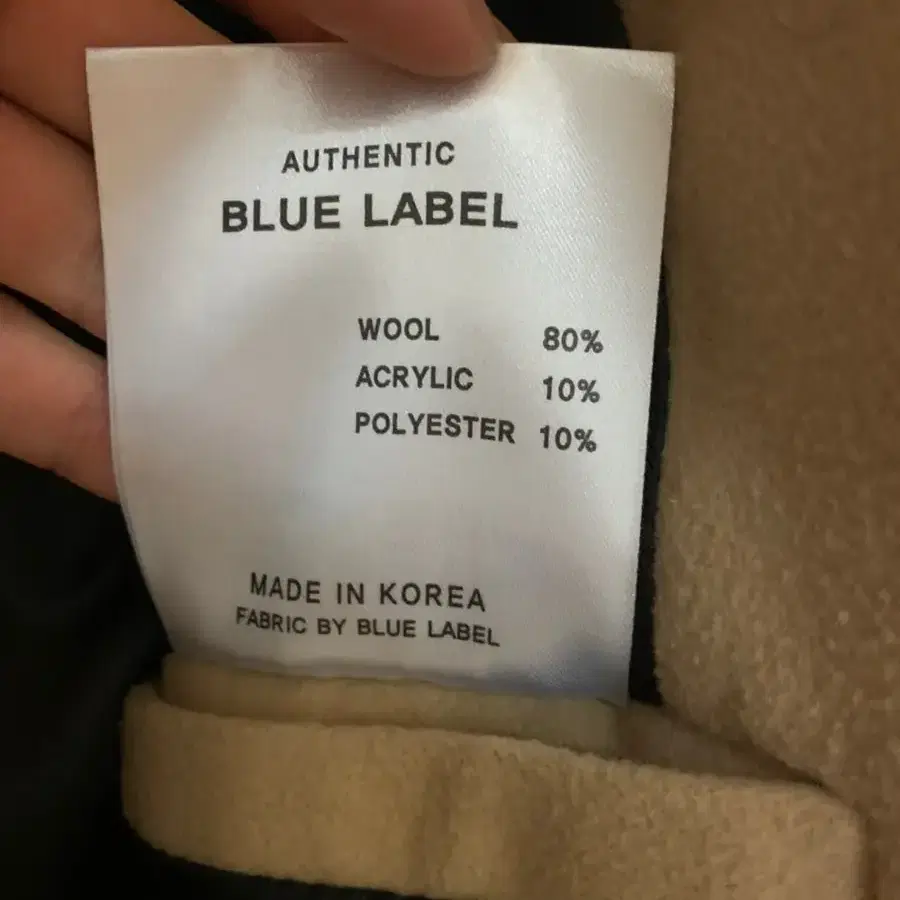 AUTHENTIC
BLUE LABEL
WOOL 80%
ACRYLIC 10%
POLYESTER 10%
MADE IN KOREA
FABRIC BY BLUE LABEL